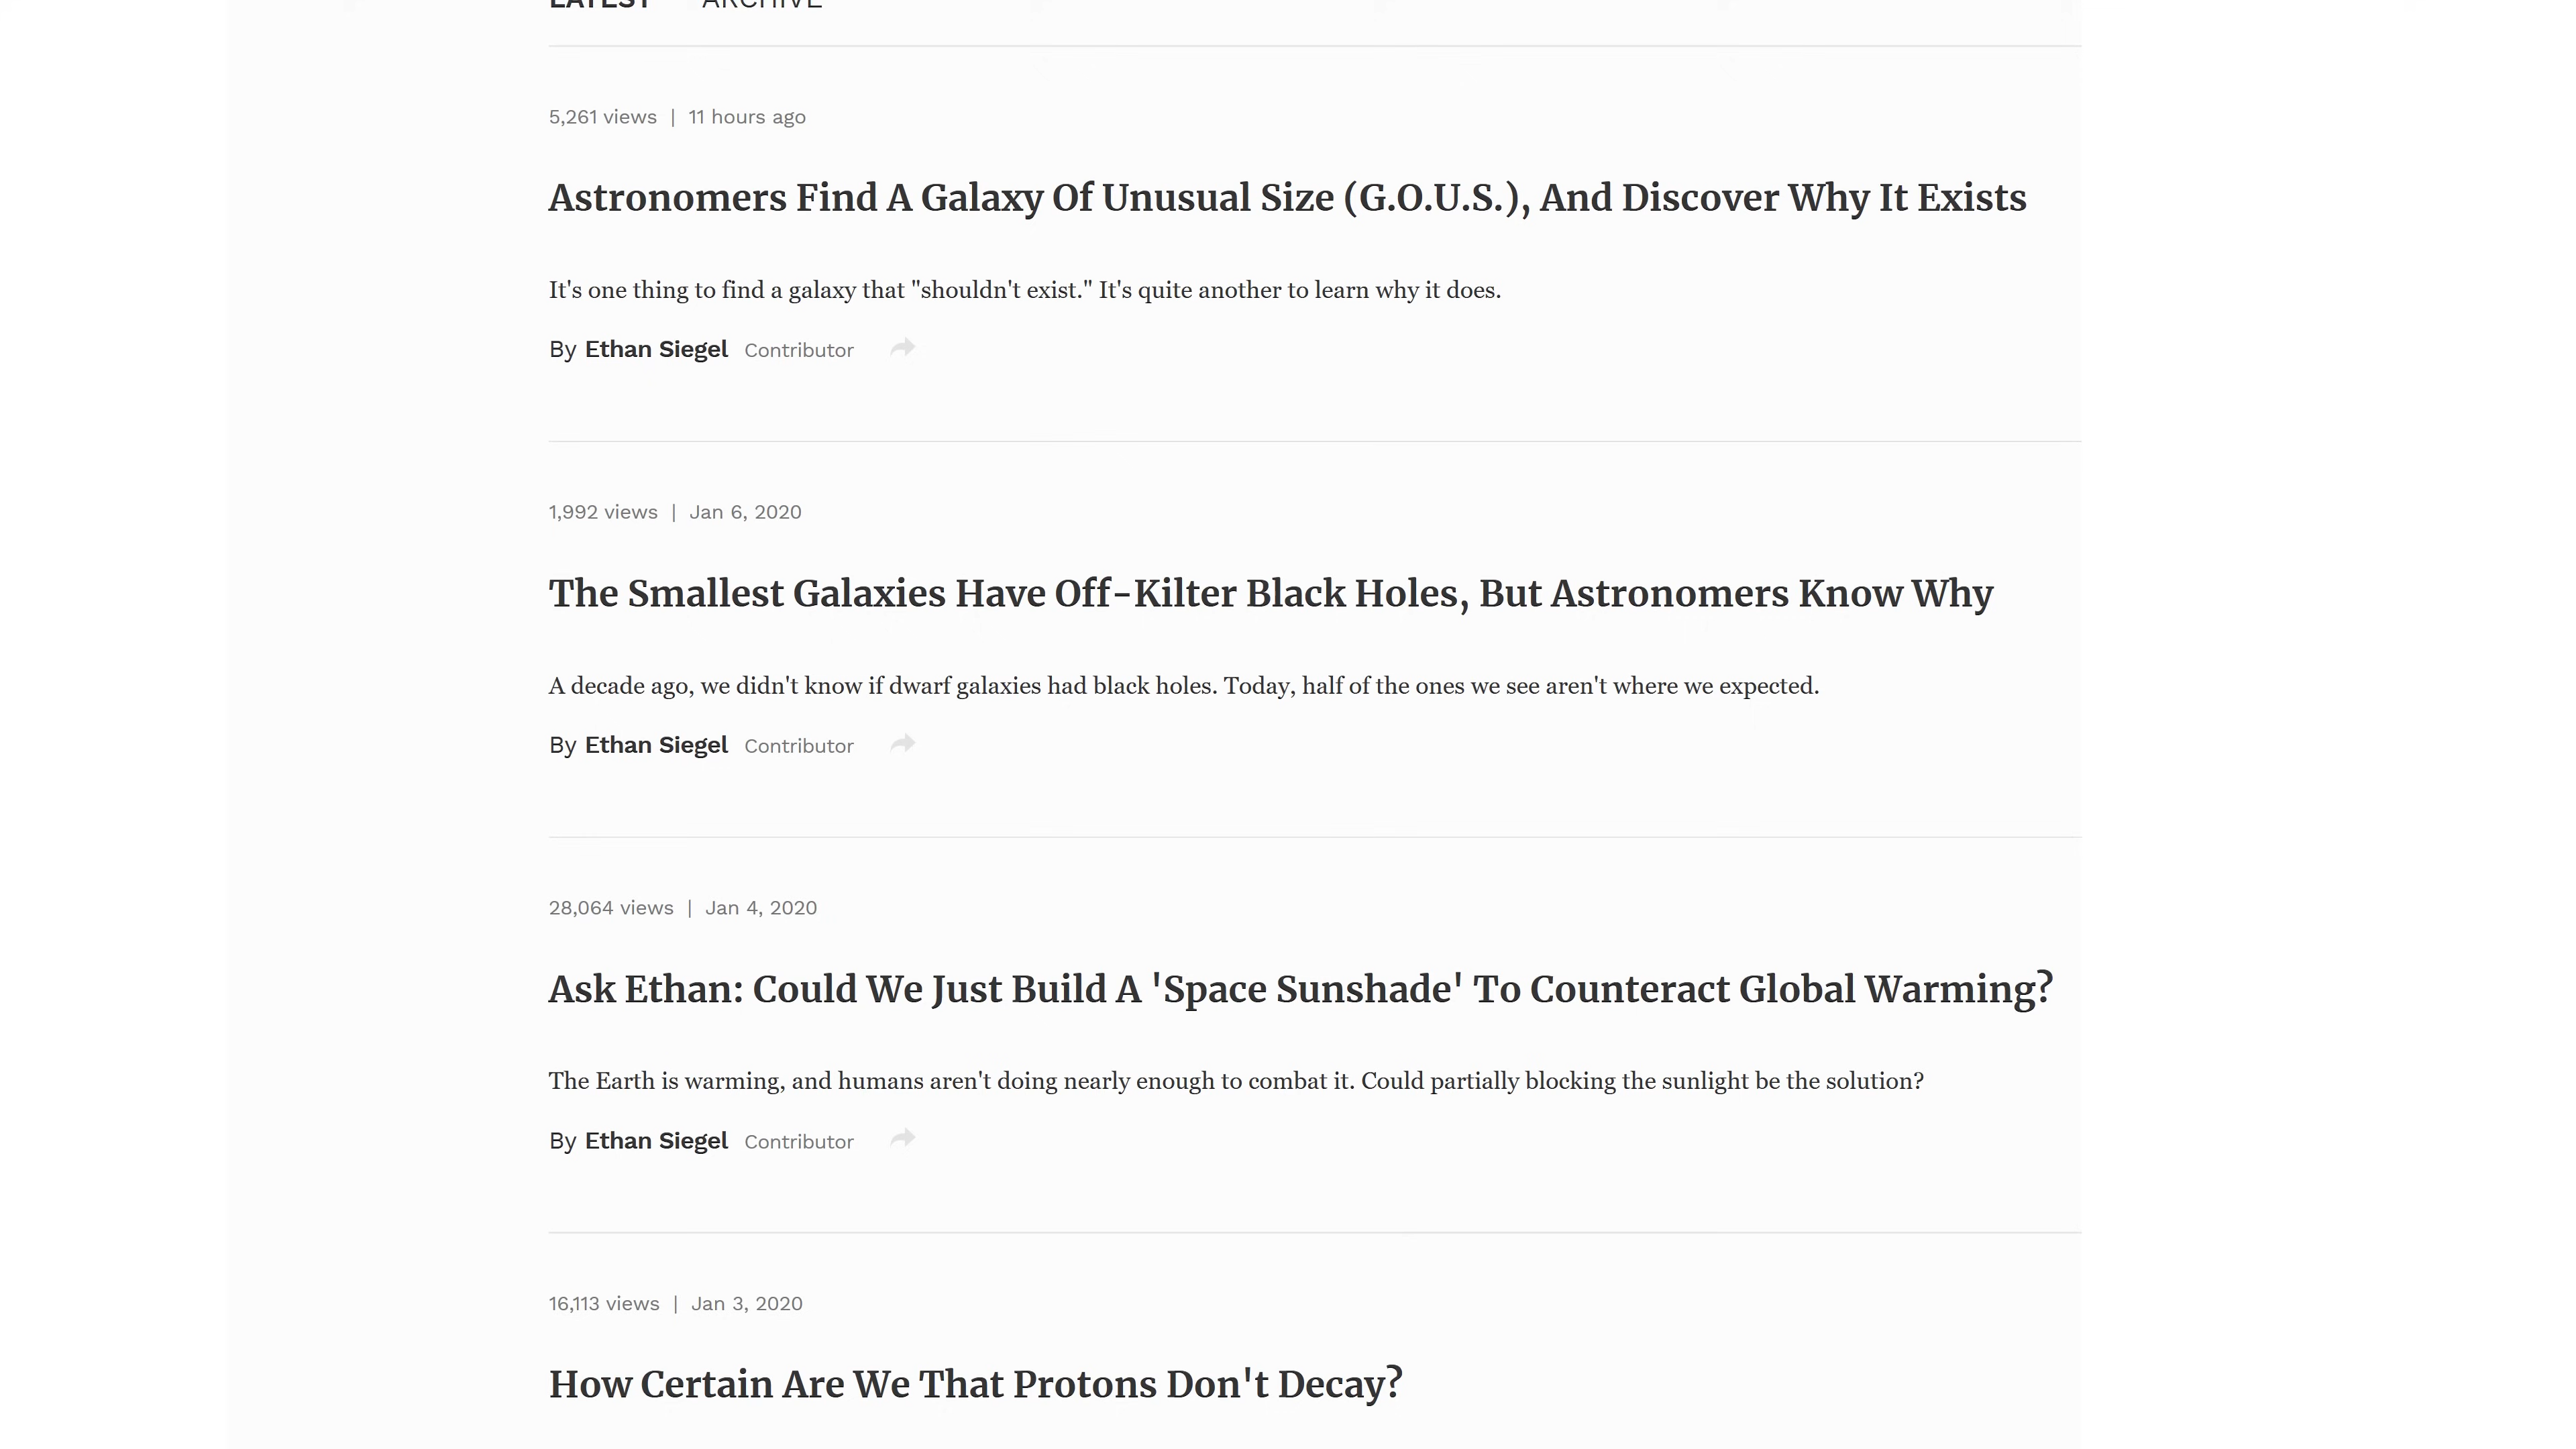 LATEST ARCHIVE
5,261 views | 11 hours ago
Astronomers Find A Galaxy Of Unusual Size (G.O.U.S.), And Discover Why It Exists
It's one thing to find a galaxy that "shouldn't exist." It's quite another to learn why it does.
By Ethan Siegel Contributor
1,992 views | Jan 6, 2020
The Smallest Galaxies Have Off-Kilter Black Holes, But Astronomers Know Why
A decade ago, we didn't know if dwarf galaxies had black holes. Today, half of the ones we see aren't where we expected.
By Ethan Siegel Contributor
28,064 views | Jan 4, 2020
Ask Ethan: Could We Just Build A 'Space Sunshade' To Counteract Global Warming?
The Earth is warming, and humans aren't doing nearly enough to combat it. Could partially blocking the sunlight be the solution?
By Ethan Siegel Contributor
16,113 views | Jan 3, 2020
How Certain Are We That Protons Don't Decay?